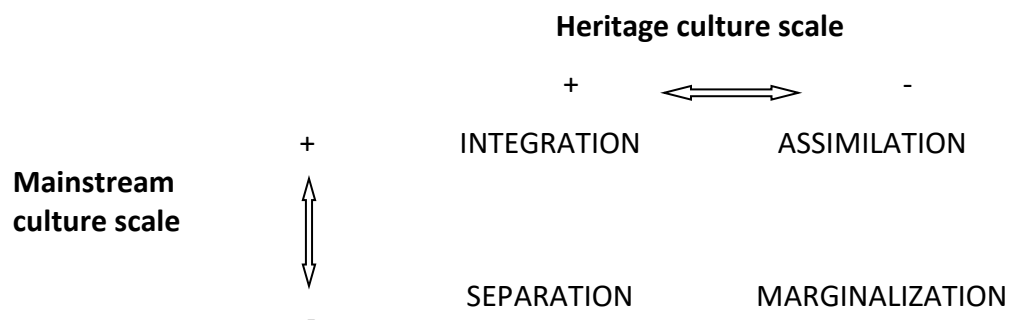 Heritage culture scale
+ -
+ INTEGRATION ASSIMILATION
Mainstream
culture scale
SEPARATION MARGINALIZATION
-